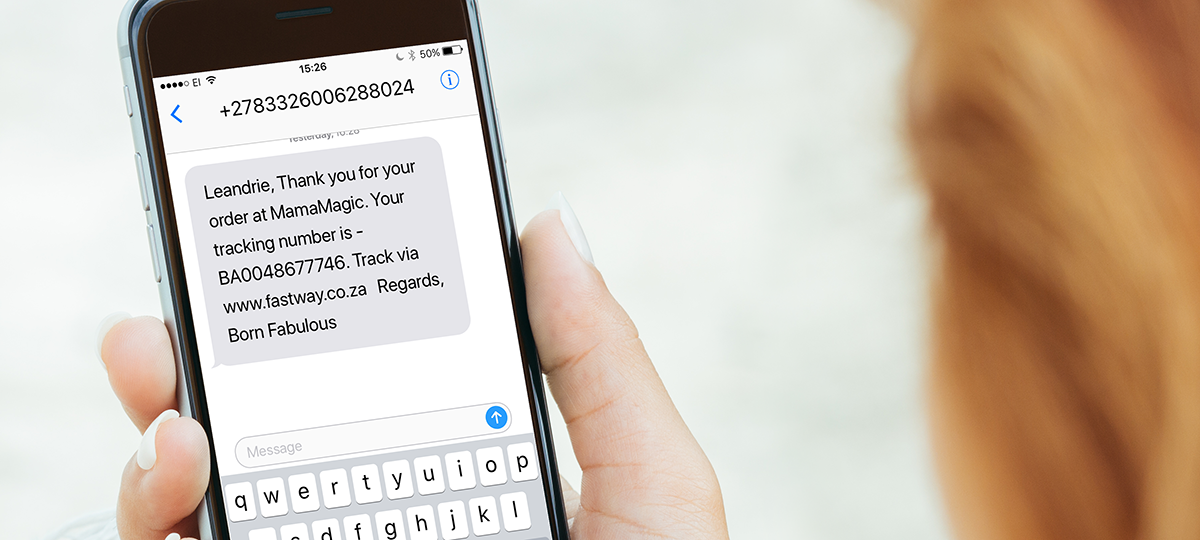 EI 15:26 50%
+2783326006288024
Yesterday, 10:28
Leandrie, Thank you for your
order at MamaMagic. Your
tracking number is -
BA0048677746. Track via
www.fastway.co.za Regards,
Born Fabulous
Message
q w e r t y u i o p
d f g h j k l